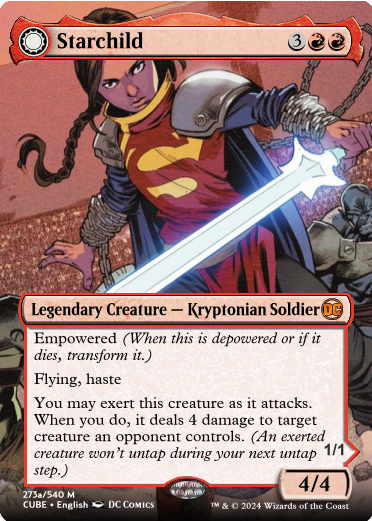 Starchild 3
Legendary Creature — Kryptonian Soldier DC
Empowered (When this is depowered or if it
dies, transform it.)
Flying, haste
You may exert this creature as it attacks.
When you do, it deals 4 damage to target
creature an opponent controls. (An exerted
creature won't untap during your next untap
step.)
1/1
4/4
273a/540 M
CUBE • English DC COMICS
™ & © 2024 Wizards of the Coast